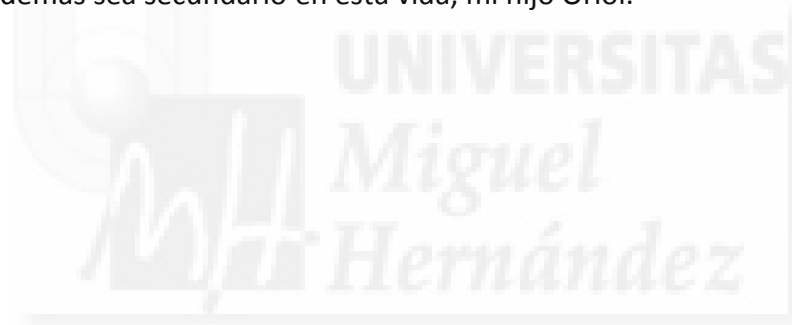 demás sea secundario en esta vida, mi hijo Oriol.
UNIVERSITAS
Miguel
Hernández